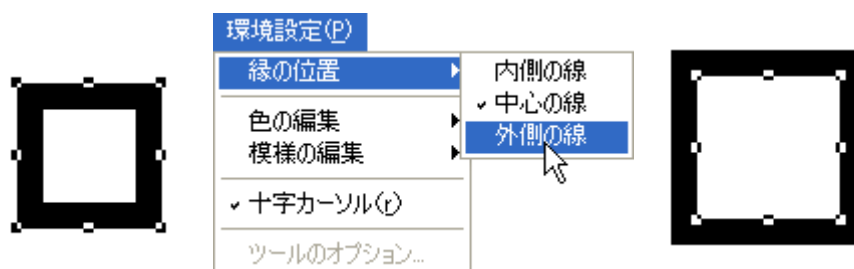 環境設定(P)
縁の位置
内側の線
中心の線
外側の線
色の編集
模様の編集
十字カーソル(r)
ツールのオプション...